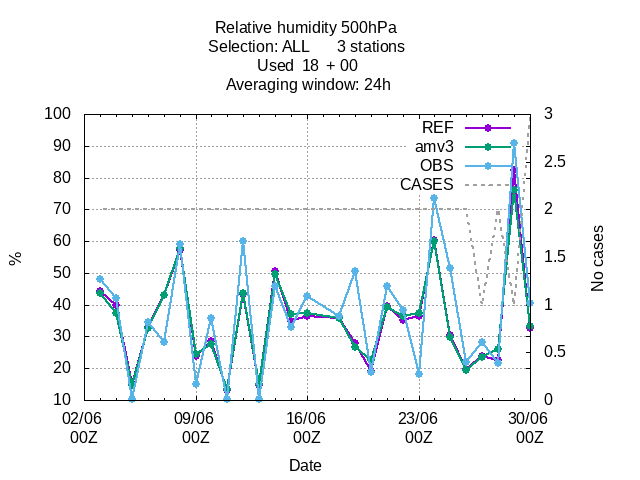 Relative humidity 500hPa
Selection: ALL 3 stations
Used 18 + 00
Averaging window: 24h
REF
amv3
OBS
CASES
100
90
80
70
60
50
40
30
20
10
%
3
2.5
2
1.5
1
0.5
0
No cases
02/06 09/06 16/06 23/06 30/06
00Z 00Z 00Z 00Z 00Z
Date